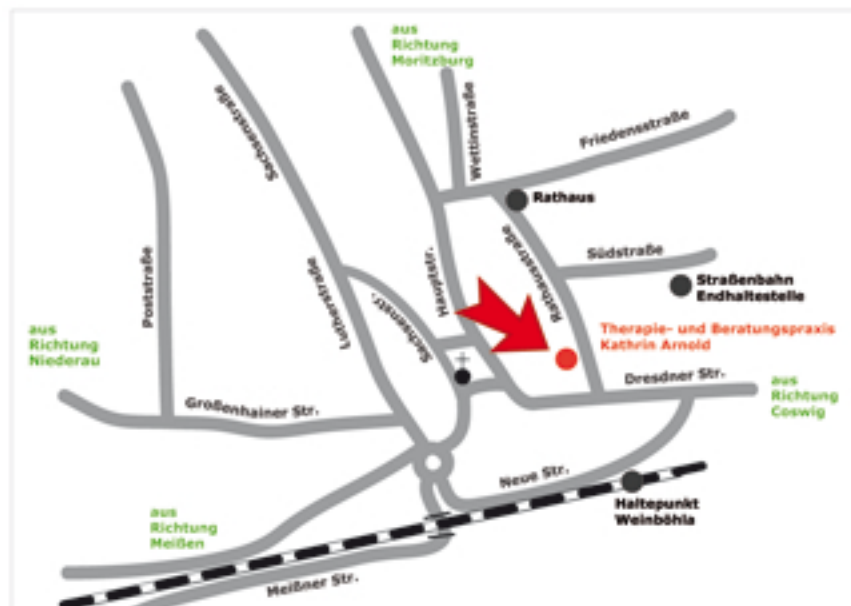 aus
Richtung
Moritzburg
Sachsenstraße
Wettinstraße
Friedensstraße
Rathaus
Poststraße
Lutherstraße
Sachsenstr.
Hauptstr.
Rathausstraße
Südstraße
Straßenbahn
Endhaltestelle
aus
Richtung
Niederau
Therapie- und Beratungspraxis
Kathrin Arnold
Großenhainer Str.
Dresdner Str.
aus
Richtung
Coswig
Neue Str.
Haltepunkt
Weinböhla
aus
Richtung
Meißen
Meißner Str.